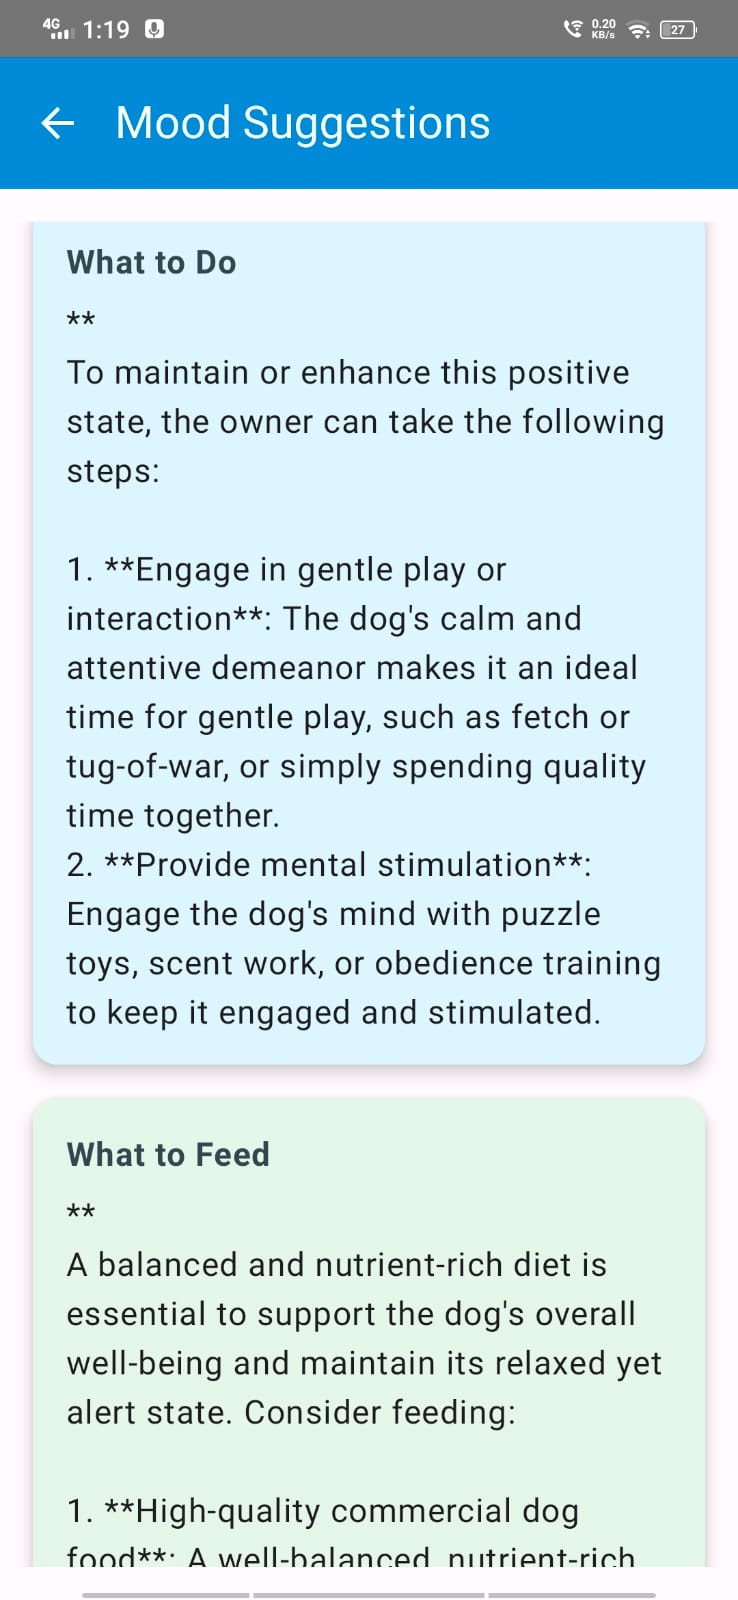 4G 1:19 0.20 KB/s 27
Mood Suggestions
What to Do
**
To maintain or enhance this positive
state, the owner can take the following
steps:
1. **Engage in gentle play or
interaction**: The dog's calm and
attentive demeanor makes it an ideal
time for gentle play, such as fetch or
tug-of-war, or simply spending quality
time together.
2. **Provide mental stimulation**:
Engage the dog's mind with puzzle
toys, scent work, or obedience training
to keep it engaged and stimulated.
What to Feed
**
A balanced and nutrient-rich diet is
essential to support the dog's overall
well-being and maintain its relaxed yet
alert state. Consider feeding:
1. **High-quality commercial dog
food**: A well-balanced, nutrient-rich